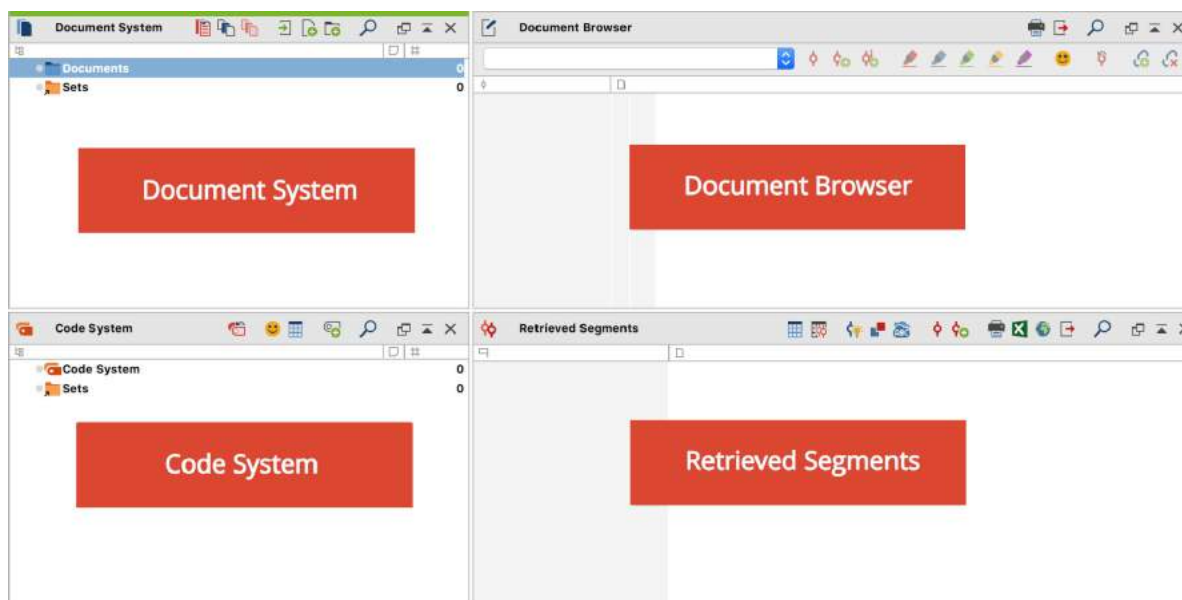 Document System
Documents 0
Sets 0
Document System
Document Browser
Document Browser
Code System
Code System 0
Sets 0
Code System
Retrieved Segments
Retrieved Segments